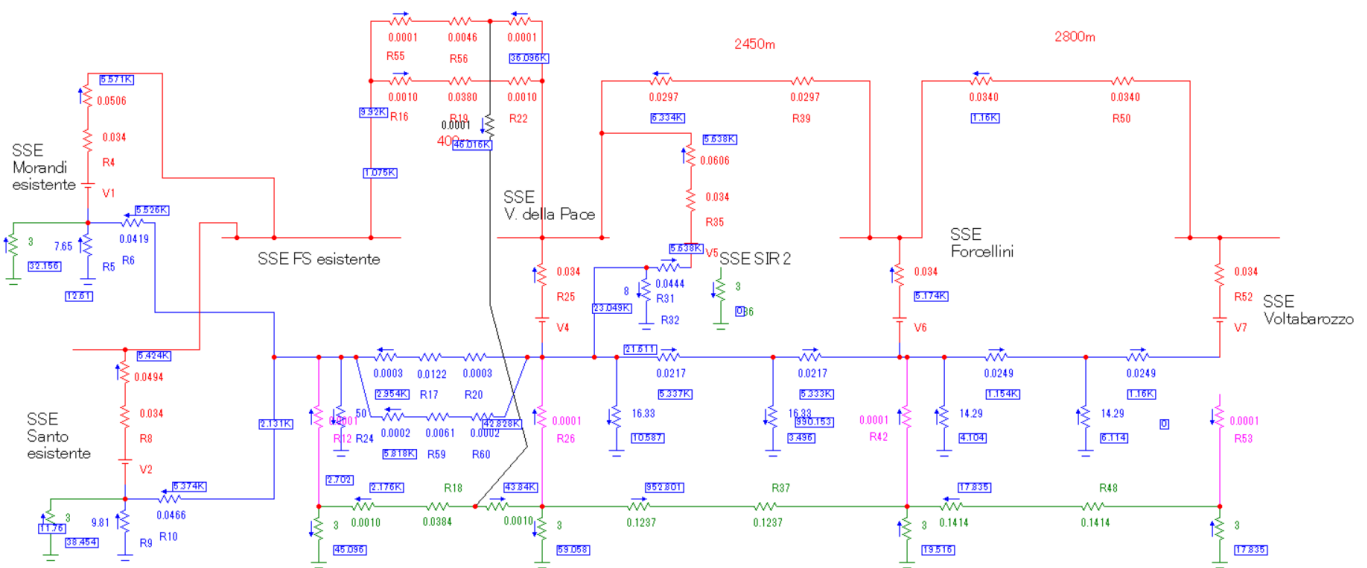 0.0001
0.0046
0.0001
R55
R56
36.096K
2450m
2800m
5.571K
0.0506
0.034
R4
V1
SSE
Morandi
esistente
0.0010
0.0380
0.0010
9.92K
R16
R19
R22
0.0001
400
46.016K
0.0297
0.0297
6.334K
R39
0.0340
0.0340
1.16K
R50
5.638K
0.0606
0.034
R35
V5
5.638K
1.075K
5.526K
0.0419
R6
3
32.156
7.65
R5
12.61
SSE FS esistente
SSE
V. della Pace
0.034
R25
V4
0.0444
R31
8
R32
23.049K
SSE SIR 2
3
0
SSE
Forcellini
0.034
5.174K
V6
0.034
R52
V7
SSE
Voltabarozzo
5.424K
0.0494
0.034
R8
V2
SSE
Santo
esistente
2.131K
0.0003
0.0122
0.0003
2.954K
R17
R20
50
R24
0.0001
R12
0.0002
0.0061
0.0002
42.828K
5.818K
R59
R60
0.0001
R26
21.611
0.0217
5.337K
0.0217
5.333K
16.33
10.587
16.33
990.153
3.496
0.0001
R42
0.0249
1.154K
0.0249
1.16K
14.29
4.104
14.29
6.114
0
0.0001
R53
5.374K
0.0466
R10
3
11.76
38.454
9.81
R9
2.702
2.176K
R18
43.84K
0.0010
0.0384
0.0010
952.801
R37
0.1237
0.1237
17.835
R48
0.1414
0.1414
3
45.096
3
59.058
3
19.516
3
17.835